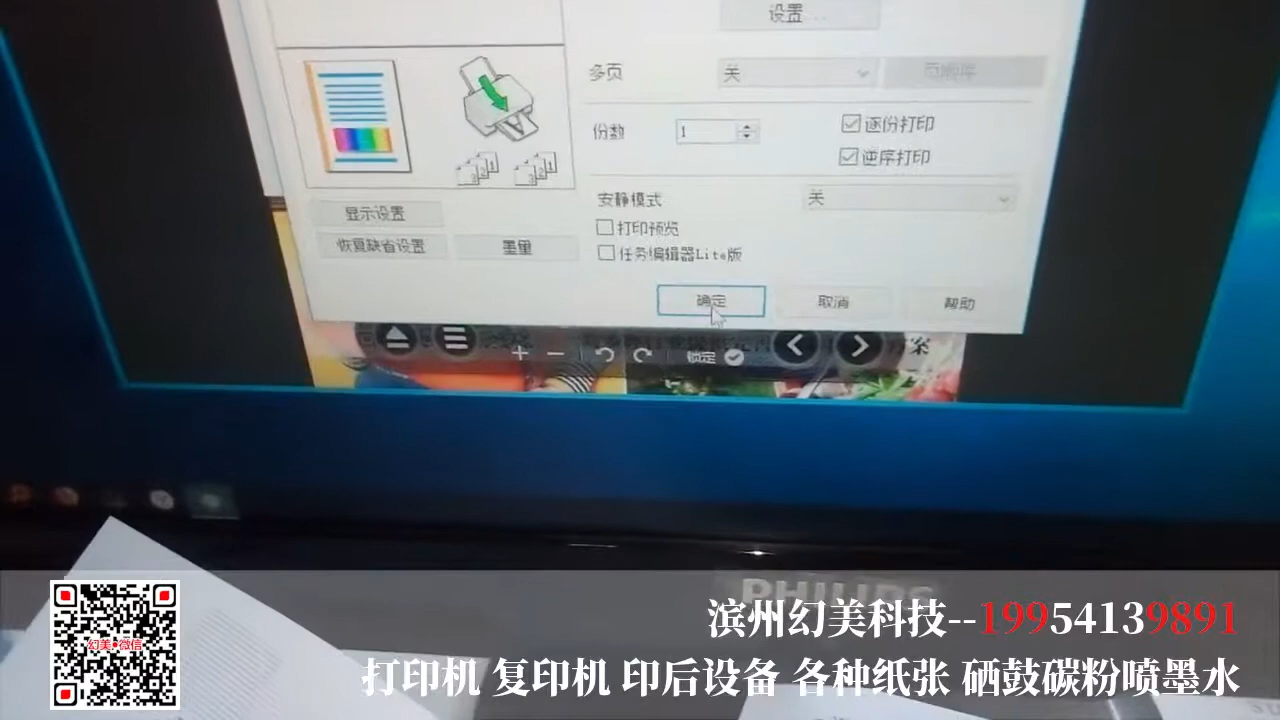 设置...
多页 关 页顺序
份数 1 逐份打印
逆序打印
安静模式 关
显示设置 打印预览
恢复缺省设置 墨量 任务编辑器Lite版
确定 取消 帮助
锁定 案
PHILIPS
幻美•微信
滨州幻美科技--19954139891
打印机 复印机 印后设备 各种纸张 硒鼓碳粉喷墨水